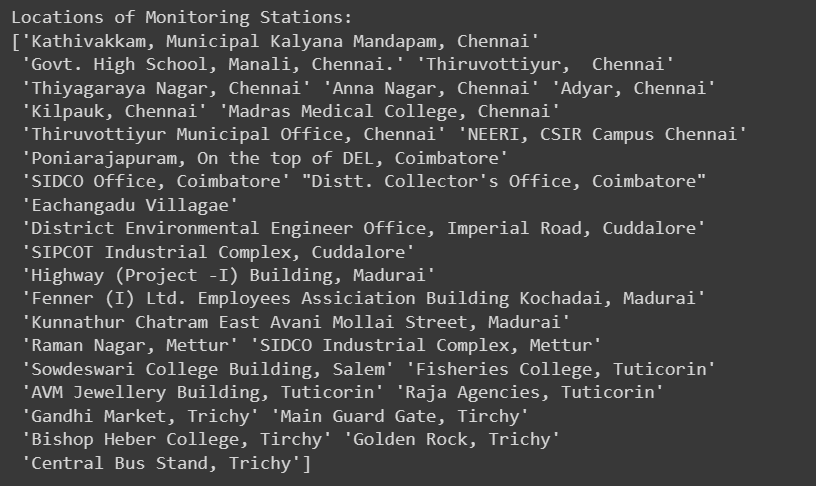 Locations of Monitoring Stations:
['Kathivakkam, Municipal Kalyana Mandapam, Chennai'
'Govt. High School, Manali, Chennai.' 'Thiruvottiyur,  Chennai'
'Thiyagaraya Nagar, Chennai' 'Anna Nagar, Chennai' 'Adyar, Chennai'
'Kilpauk, Chennai' 'Madras Medical College, Chennai'
'Thiruvottiyur Municipal Office, Chennai' 'NEERI, CSIR Campus Chennai'
'Poniarajapuram, On the top of DEL, Coimbatore'
'SIDCO Office, Coimbatore' "Distt. Collector's Office, Coimbatore"
'Eachangadu Villagae'
'District Environmental Engineer Office, Imperial Road, Cuddalore'
'SIPCOT Industrial Complex, Cuddalore'
'Highway (Project -I) Building, Madurai'
'Fenner (I) Ltd. Employees Assiciation Building Kochadai, Madurai'
'Kunnathur Chatram East Avani Mollai Street, Madurai'
'Raman Nagar, Mettur' 'SIDCO Industrial Complex, Mettur'
'Sowdeswari College Building, Salem' 'Fisheries College, Tuticorin'
'AVM Jewellery Building, Tuticorin' 'Raja Agencies, Tuticorin'
'Gandhi Market, Trichy' 'Main Guard Gate, Tirchy'
'Bishop Heber College, Tirchy' 'Golden Rock, Trichy'
'Central Bus Stand, Trichy']